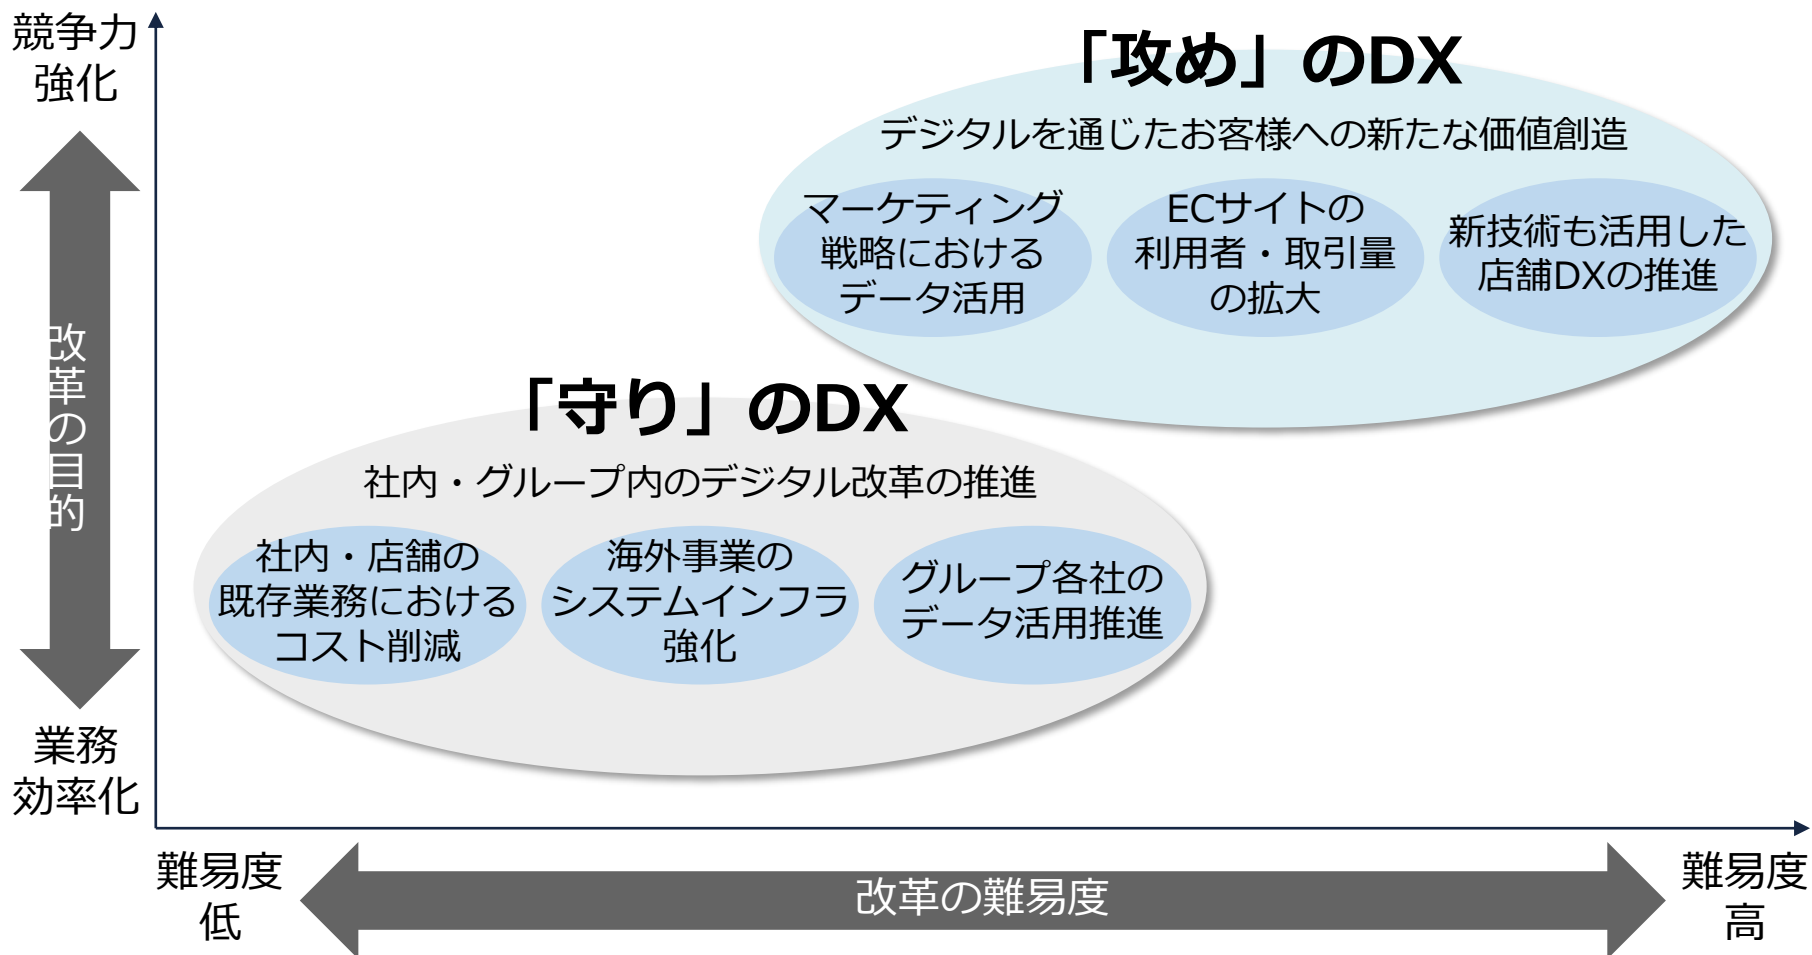 競争力
強化
「攻め」のDX
デジタルを通じたお客様への新たな価値創造
マーケティング
戦略における
データ活用
ECサイトの
利用者・取引量
の拡大
新技術も活用した
店舗DXの推進
改革の目的
「守り」のDX
社内・グループ内のデジタル改革の推進
社内・店舗の
既存業務における
コスト削減
海外事業の
システムインフラ
強化
グループ各社の
データ活用推進
業務
効率化
難易度
低
改革の難易度
難易度
高